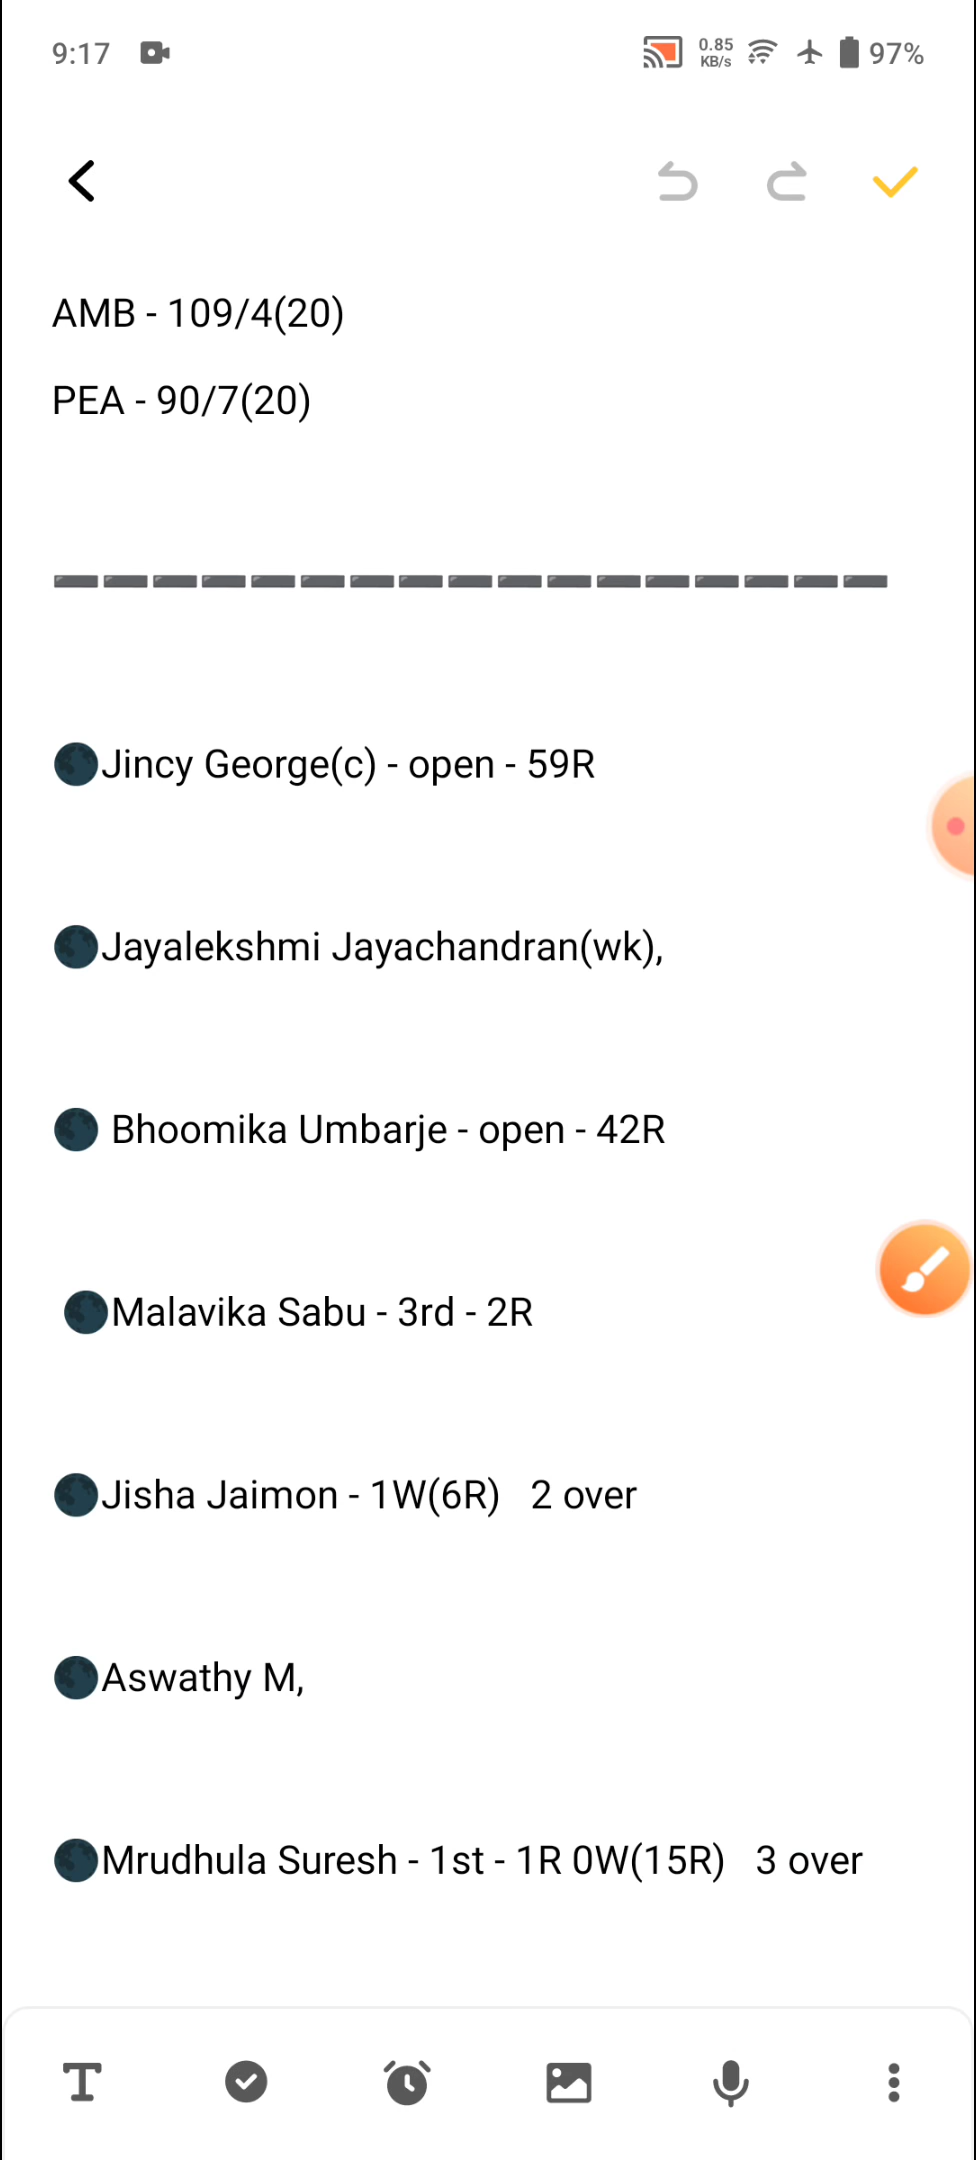 9:17
0.85 KB/s
97%
AMB - 109/4(20)
PEA - 90/7(20)
➖➖➖➖➖➖➖➖➖➖➖➖➖➖➖➖➖
🌑Jincy George(c) - open - 59R
🌑Jayalekshmi Jayachandran(wk),
🌑 Bhoomika Umbarje - open - 42R
🌑Malavika Sabu - 3rd - 2R
🌑Jisha Jaimon - 1W(6R)   2 over
🌑Aswathy M,
🌑Mrudhula Suresh - 1st - 1R 0W(15R)   3 over